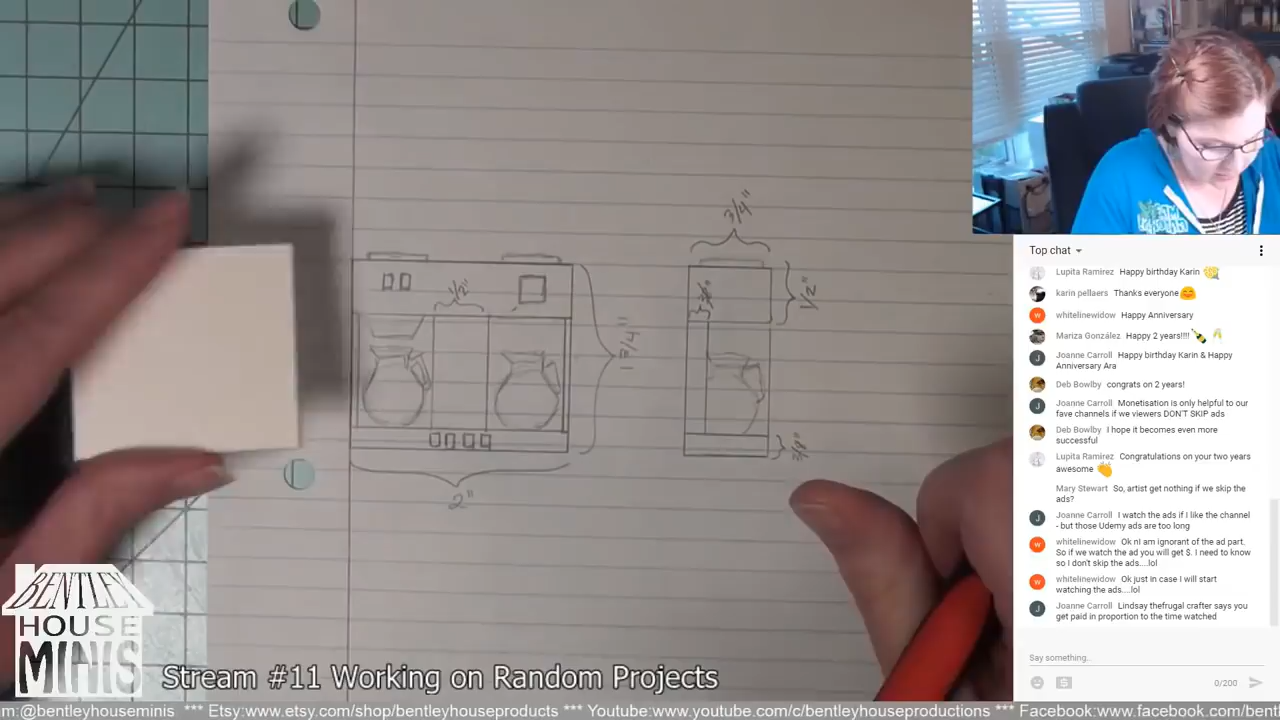 3/4"
1/2"
1/2"
1 3/4"
3/8"
2"
BENTLEY
HOUSE
MINIS
Stream #11 Working on Random Projects
m:@bentleyhouseminis *** Etsy:www.etsy.com/shop/bentleyhouseproducts *** Youtube:www.youtube.com/c/bentleyhouseproductions *** Facebook:www.facebook.com/bent
Top chat
Lupita Ramirez Happy birthday Karin
karin pellaers Thanks everyone
whitelinewidow Happy Anniversary
Mariza González Happy 2 years!!!!
Joanne Carroll Happy birthday Karin & Happy
Anniversary Ara
Deb Bowlby congrats on 2 years!
Joanne Carroll Monetisation is only helpful to
our fave channels if we viewers DON'T SKIP ads
Deb Bowlby I hope it becomes even more
successful
Lupita Ramirez Congratulations on your two years
awesome
Mary Stewart So, artist get nothing if we skip the
ads?
Joanne Carroll I watch the ads if I like the channel
- but those Udemy ads are too long
whitelinewidow Ok nI am ignorant of the ad part.
So if we watch the ad you will get $. I need to know
so I don't skip the ads....lol
whitelinewidow Ok just in case I will start
watching the ads....lol
Joanne Carroll Lindsay thefrugal crafter says you
get paid in proportion to the time watched
Say something...
0/200